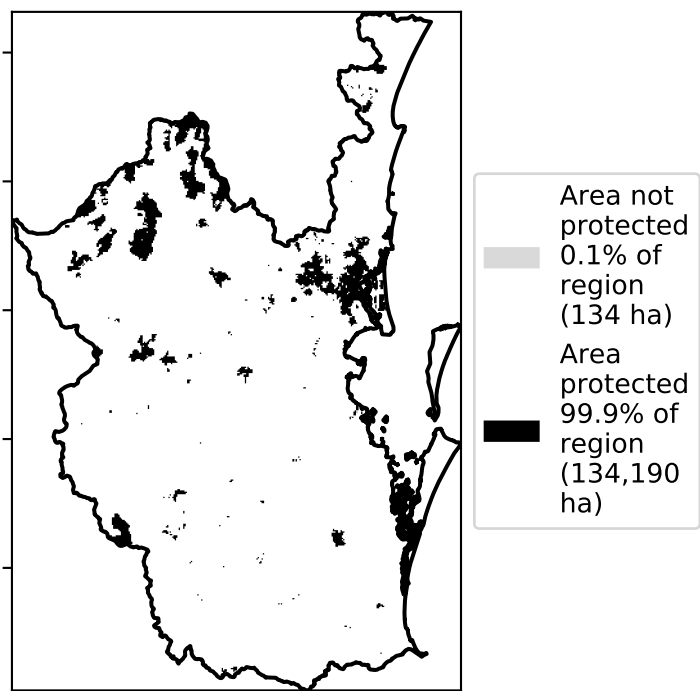 Area not
protected
0.1% of
region
(134 ha)
Area
protected
99.9% of
region
(134,190
ha)